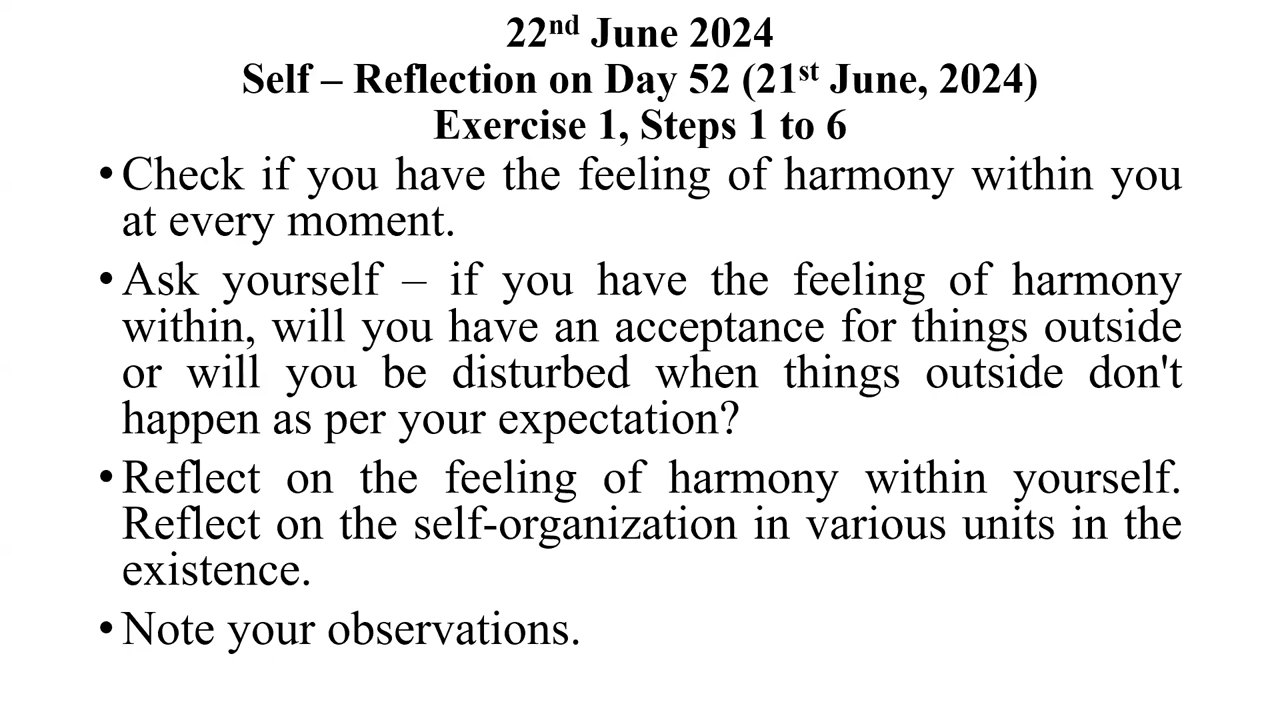 22nd June 2024
Self – Reflection on Day 52 (21st June, 2024)
Exercise 1, Steps 1 to 6
•Check if you have the feeling of harmony within you
at every moment.
•Ask yourself – if you have the feeling of harmony
within, will you have an acceptance for things outside
or will you be disturbed when things outside don't
happen as per your expectation?
•Reflect on the feeling of harmony within yourself.
Reflect on the self-organization in various units in the
existence.
•Note your observations.